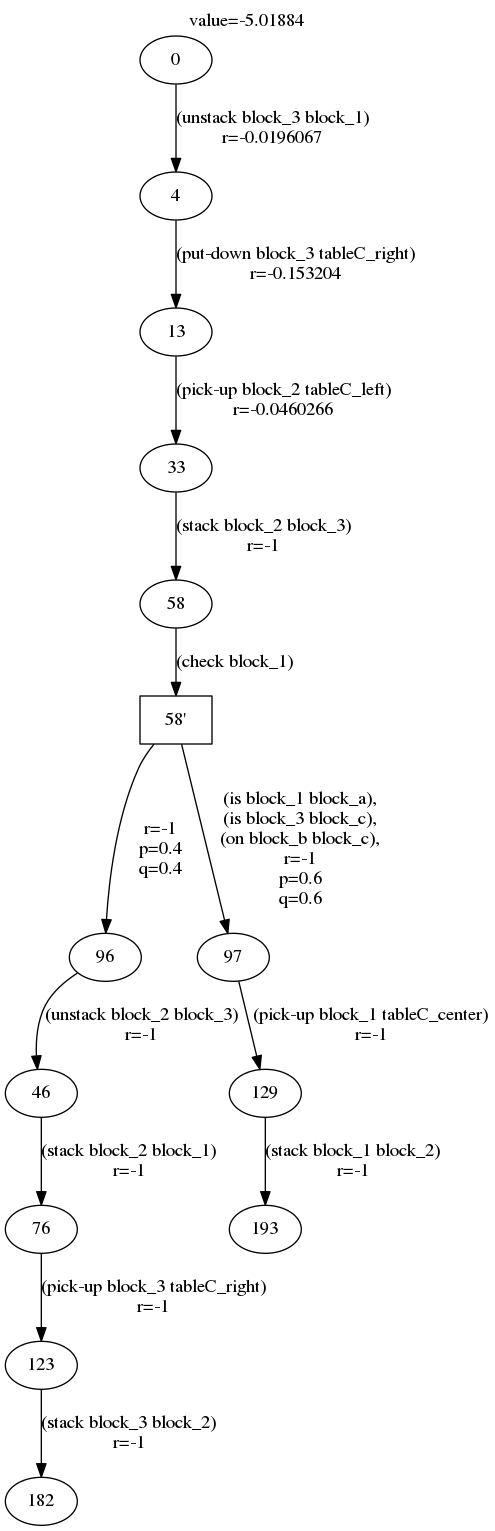 value=-5.01884
0
(unstack block_3 block_1)
r=-0.0196067
4
(put-down block_3 tableC_right)
r=-0.153204
13
(pick-up block_2 tableC_left)
r=-0.0460266
33
(stack block_2 block_3)
r=-1
58
(check block_1)
58'
r=-1
p=0.4
q=0.4
(is block_1 block_a),
(is block_3 block_c),
(on block_b block_c),
r=-1
p=0.6
q=0.6
96
97
(unstack block_2 block_3)
r=-1
(pick-up block_1 tableC_center)
r=-1
46
129
(stack block_2 block_1)
r=-1
(stack block_1 block_2)
r=-1
76
193
(pick-up block_3 tableC_right)
r=-1
123
(stack block_3 block_2)
r=-1
182